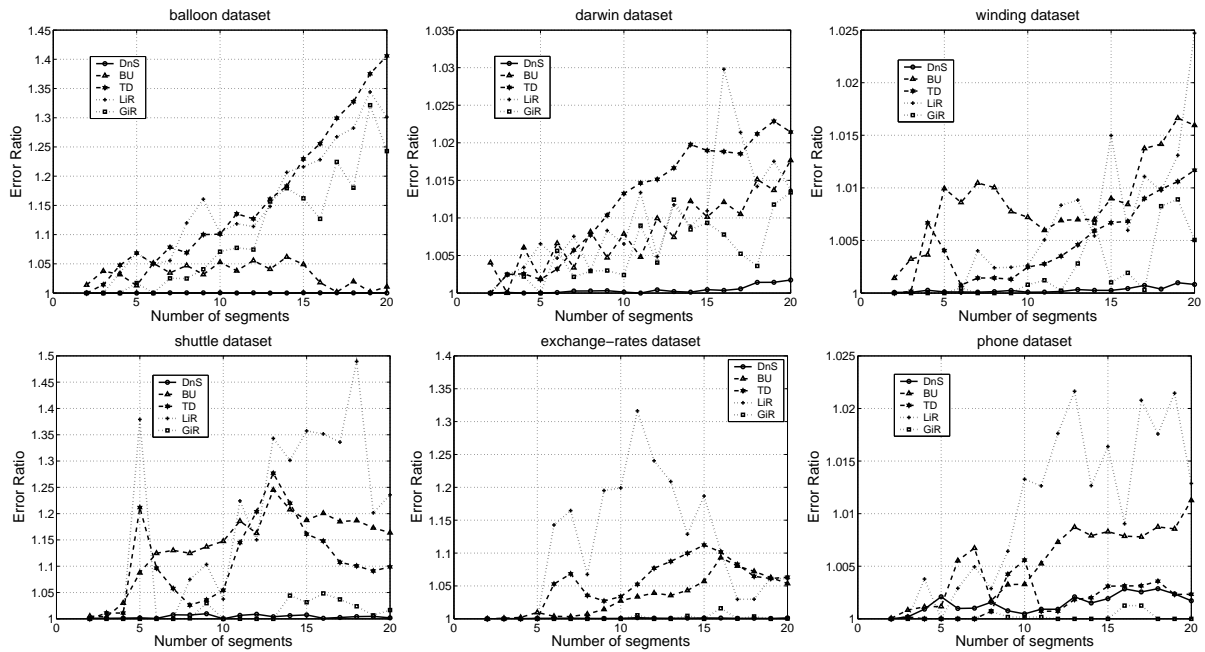 balloon dataset
1.45
1.4
1.35
1.3
1.25
1.2
1.15
1.1
1.05
1
0 5 10 15 20
Error Ratio
Number of segments
DnS
BU
TD
LiR
GiR
darwin dataset
1.035
1.03
1.025
1.02
1.015
1.01
1.005
1
0 5 10 15 20
Error Ratio
Number of segments
DnS
BU
TD
LiR
GiR
winding dataset
1.025
1.02
1.015
1.01
1.005
1
0 5 10 15 20
Error Ratio
Number of segments
DnS
BU
TD
LiR
GiR
shuttle dataset
1.5
1.45
1.4
1.35
1.3
1.25
1.2
1.15
1.1
1.05
1
0 5 10 15 20
Error Ratio
Number of segments
DnS
BU
TD
LiR
GiR
exchange−rates dataset
1.4
1.35
1.3
1.25
1.2
1.15
1.1
1.05
1
0 5 10 15 20
Error Ratio
Number of segments
DnS
BU
TD
LiR
GiR
phone dataset
1.025
1.02
1.015
1.01
1.005
1
0 5 10 15 20
Error Ratio
Number of segments
DnS
BU
TD
LiR
GiR